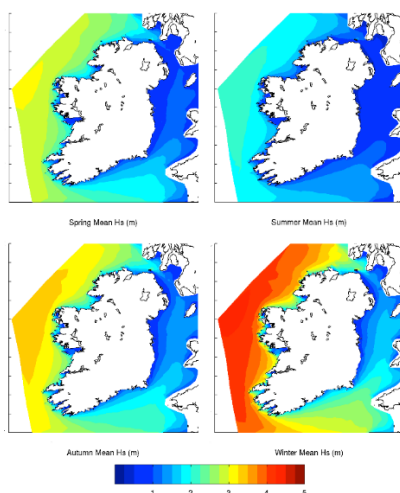 Spring Mean Hs (m)
Summer Mean Hs (m)
Autumn Mean Hs (m)
Winter Mean Hs (m)
1 2 3 4 5